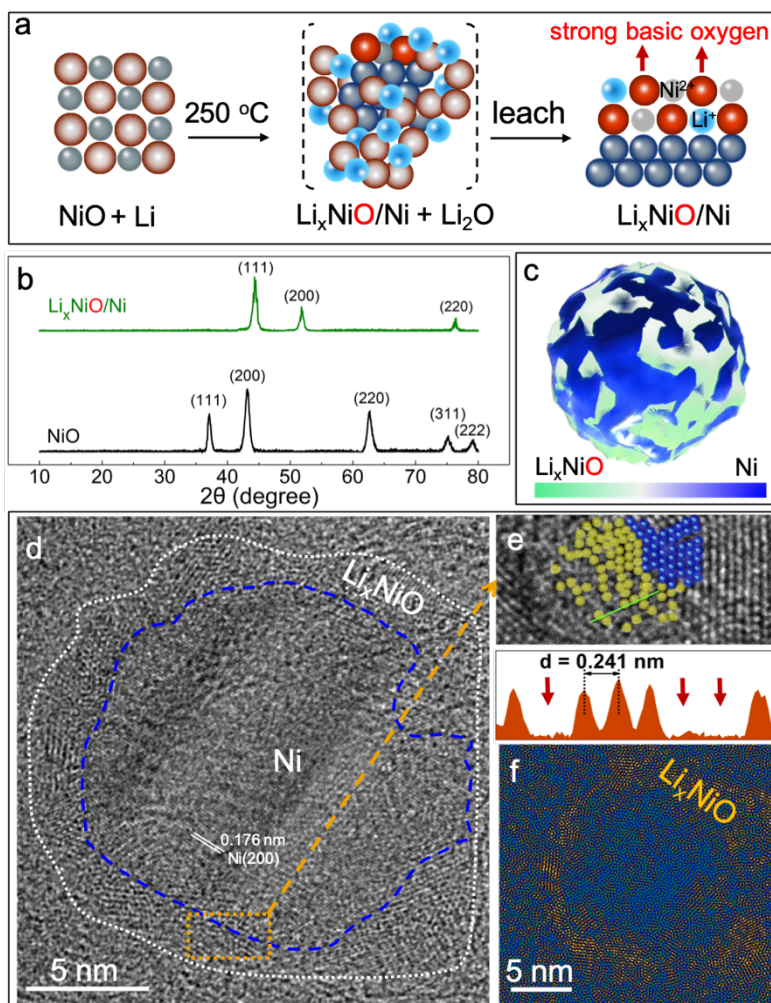 a
strong basic oxygen
250 °C
leach
Ni²⁺
Li⁺
NiO + Li
LiₓNiO/Ni + Li₂O
LiₓNiO/Ni
b
(111)
LiₓNiO/Ni
(200)
(220)
(200)
(111)
(220)
NiO
(311)
(222)
10 20 30 40 50 60 70 80
2θ (degree)
c
LiₓNiO
Ni
d
LiₓNiO
Ni
0.176 nm
Ni(200)
5 nm
e
d = 0.241 nm
f
LiₓNiO
5 nm